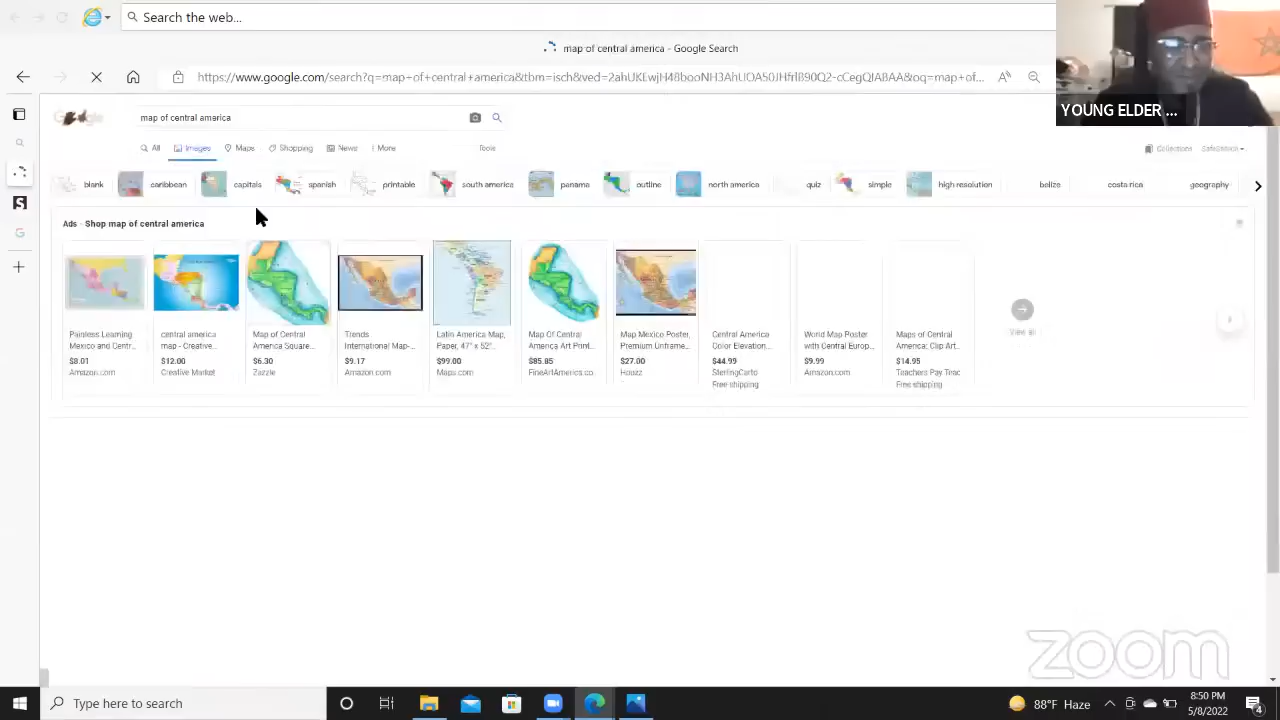 Search the web...
map of central america - Google Search
https://www.google.com/search?q=map+of+central+america&tbm=isch&ved=
YOUNG ELDER ...
Google
map of central america
All Images Maps Shopping News More Tools
Collections SafeSearch
blank caribbean capitals spanish printable south america panama outline north america quiz simple high resolution belize costa rica geography
Ads · Shop map of central america
Painless Learning Mexico and Centr...
$8.01
Amazon.com
central america map - Creative...
$12.00
Creative Market
Map of Central America Square...
$6.30
Zazzle
Trends International Map-...
$9.17
Amazon.com
Latin America Map, Paper, 47" x 52"
$99.00
Maps.com
Map Of Central America Art Print...
$85.85
FineArtAmerica.co...
Map Mexico Poster, Premium Unframe...
$27.00
Houzz
Central America Color Elevation...
$44.99
SterlingCarto
Free shipping
World Map Poster with Central Europ...
$9.99
Amazon.com
Maps of Central America: Clip Art...
$14.95
Teachers Pay Teac...
Free shipping
View all
zoom
Type here to search
88°F Haze
8:50 PM
5/8/2022
4